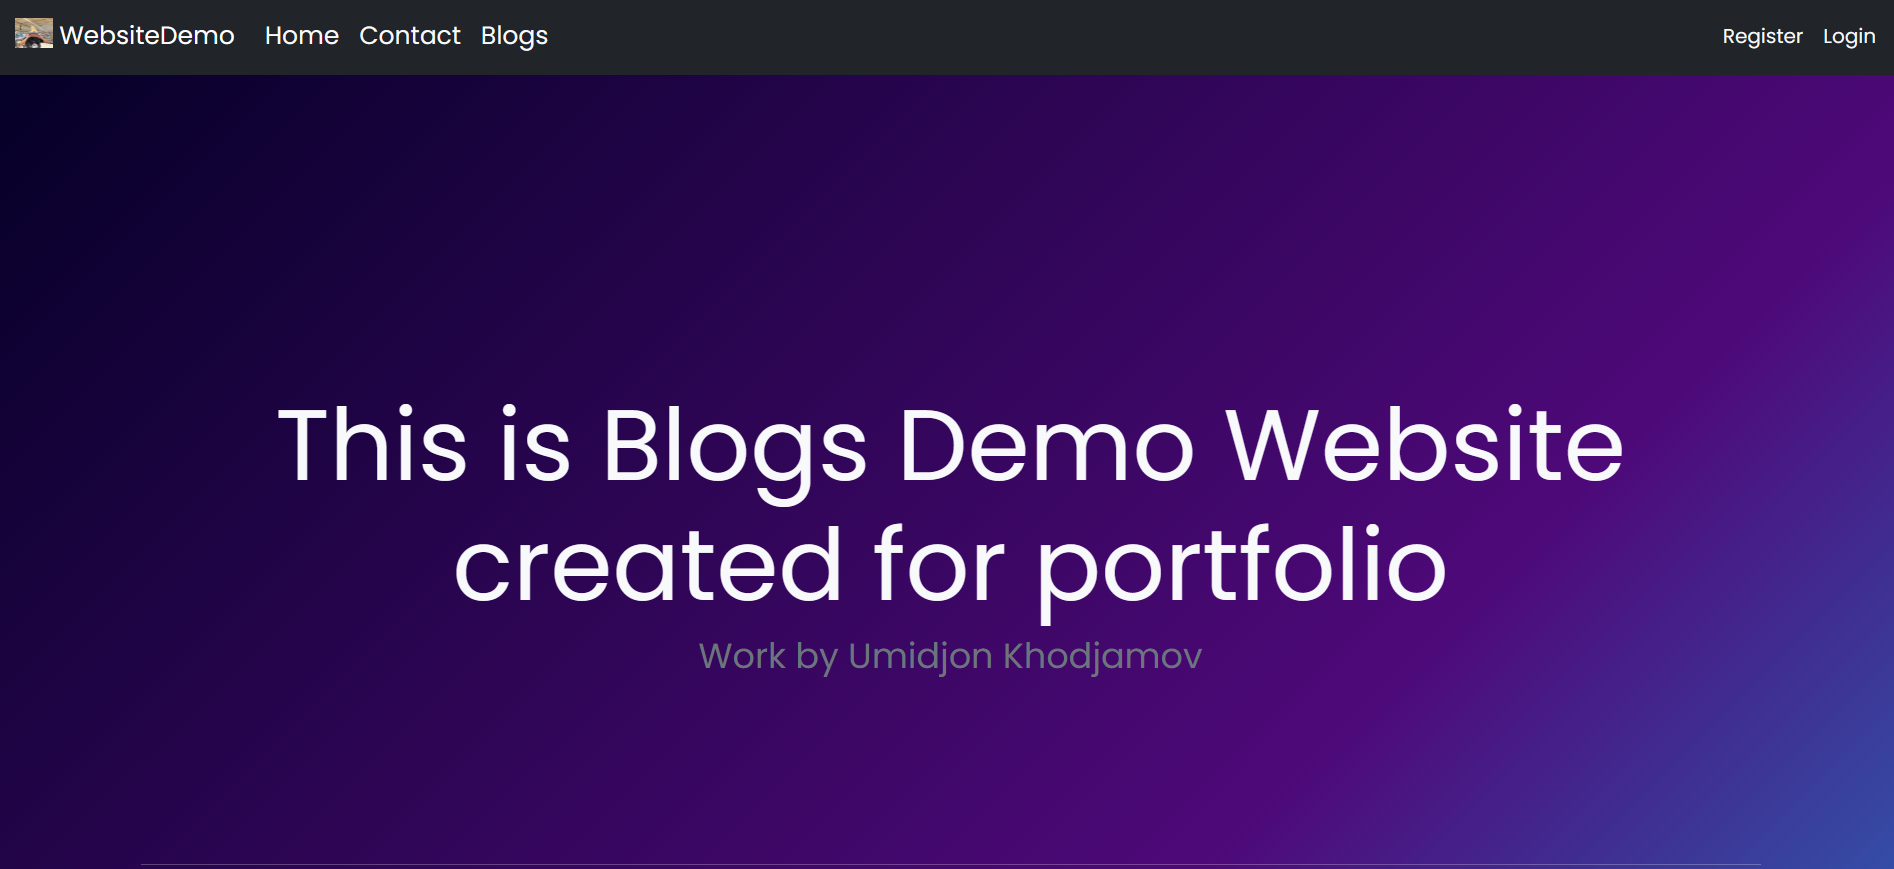 WebsiteDemo Home Contact Blogs Register Login
This is Blogs Demo Website
created for portfolio
Work by Umidjon Khodjamov